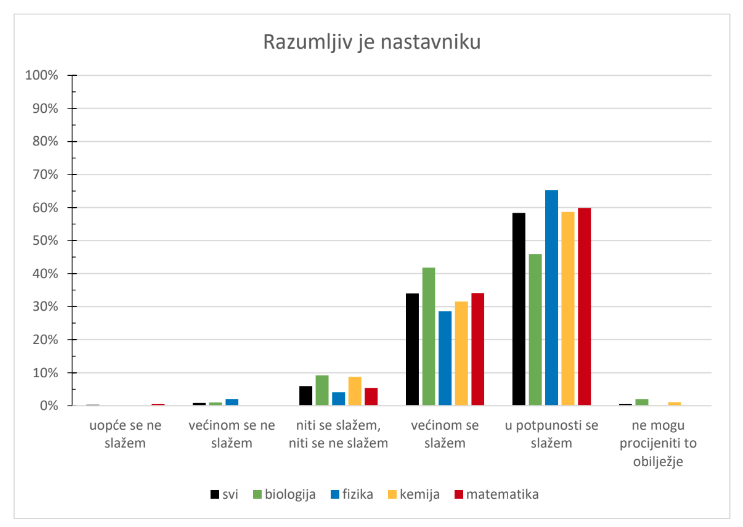 Razumljiv je nastavniku
100%
90%
80%
70%
60%
50%
40%
30%
20%
10%
0%
uopće se ne
slažem
većinom se ne
slažem
niti se slažem,
niti se ne slažem
većinom se
slažem
u potpunosti se
slažem
ne mogu
procijeniti to
obilježje
svi biologija fizika kemija matematika